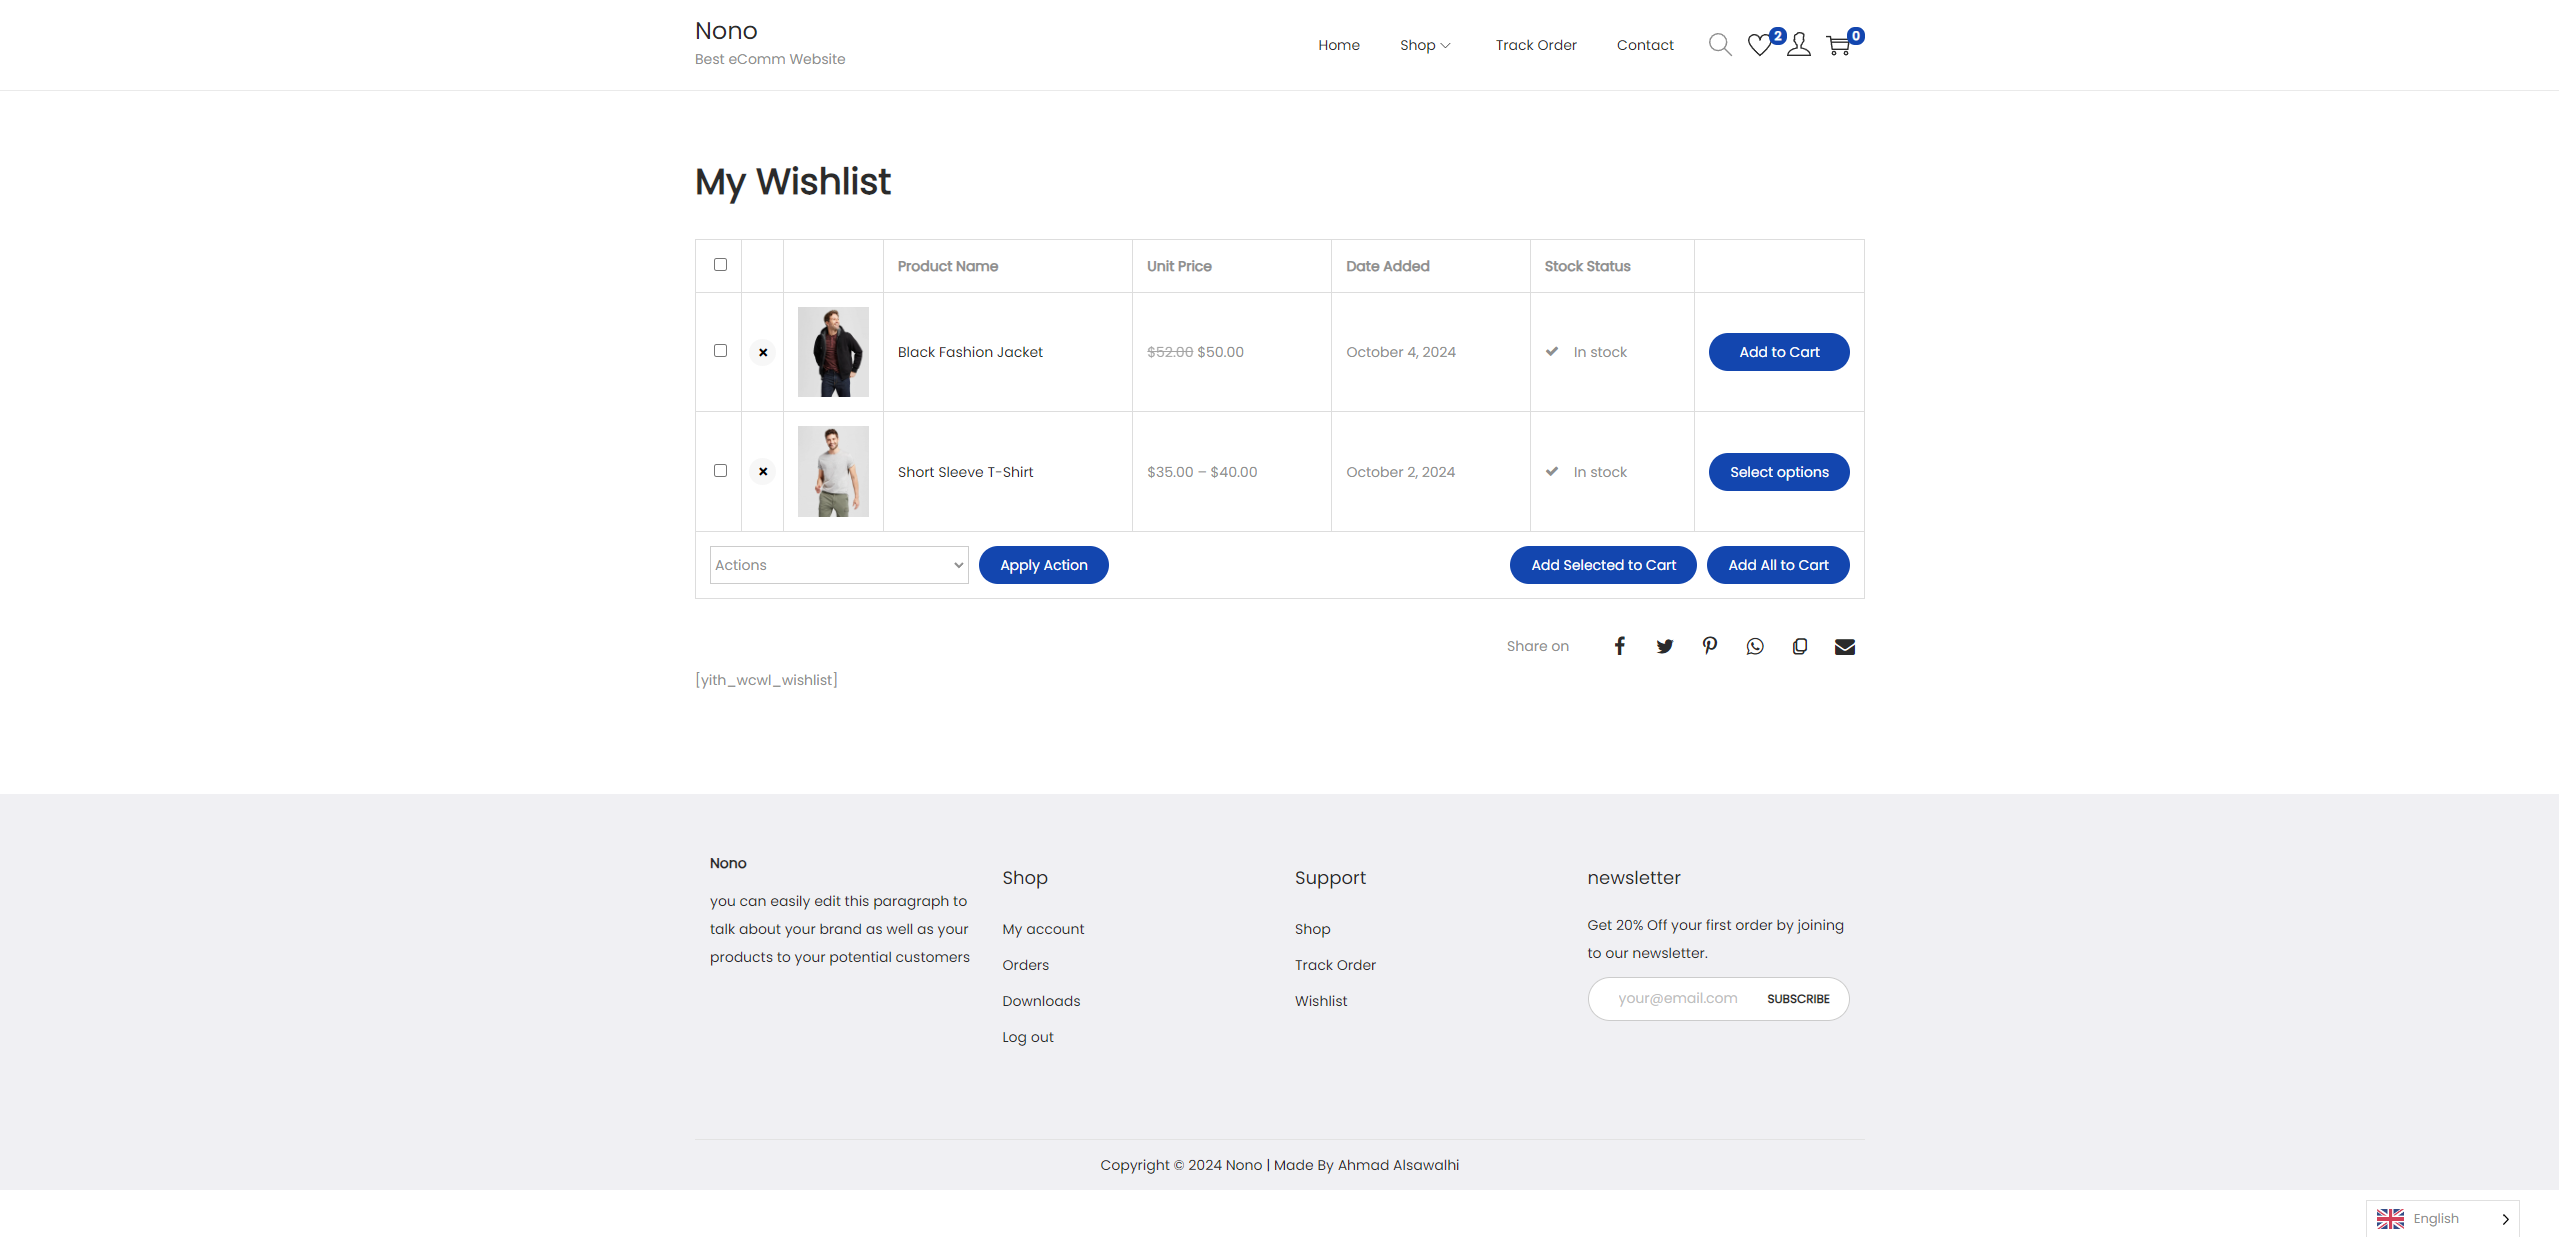 Nono
Best eComm Website
Home
Shop
Track Order
Contact
2
0
My Wishlist
Product Name
Unit Price
Date Added
Stock Status
Black Fashion Jacket
$52.00 $50.00
October 4, 2024
In stock
Add to Cart
Short Sleeve T-Shirt
$35.00 – $40.00
October 2, 2024
In stock
Select options
Actions
Apply Action
Add Selected to Cart
Add All to Cart
Share on
[yith_wcwl_wishlist]
Nono
you can easily edit this paragraph to
talk about your brand as well as your
products to your potential customers
Shop
My account
Orders
Downloads
Log out
Support
Shop
Track Order
Wishlist
newsletter
Get 20% Off your first order by joining
to our newsletter.
your@email.com
SUBSCRIBE
Copyright © 2024 Nono | Made By Ahmad Alsawalhi
English